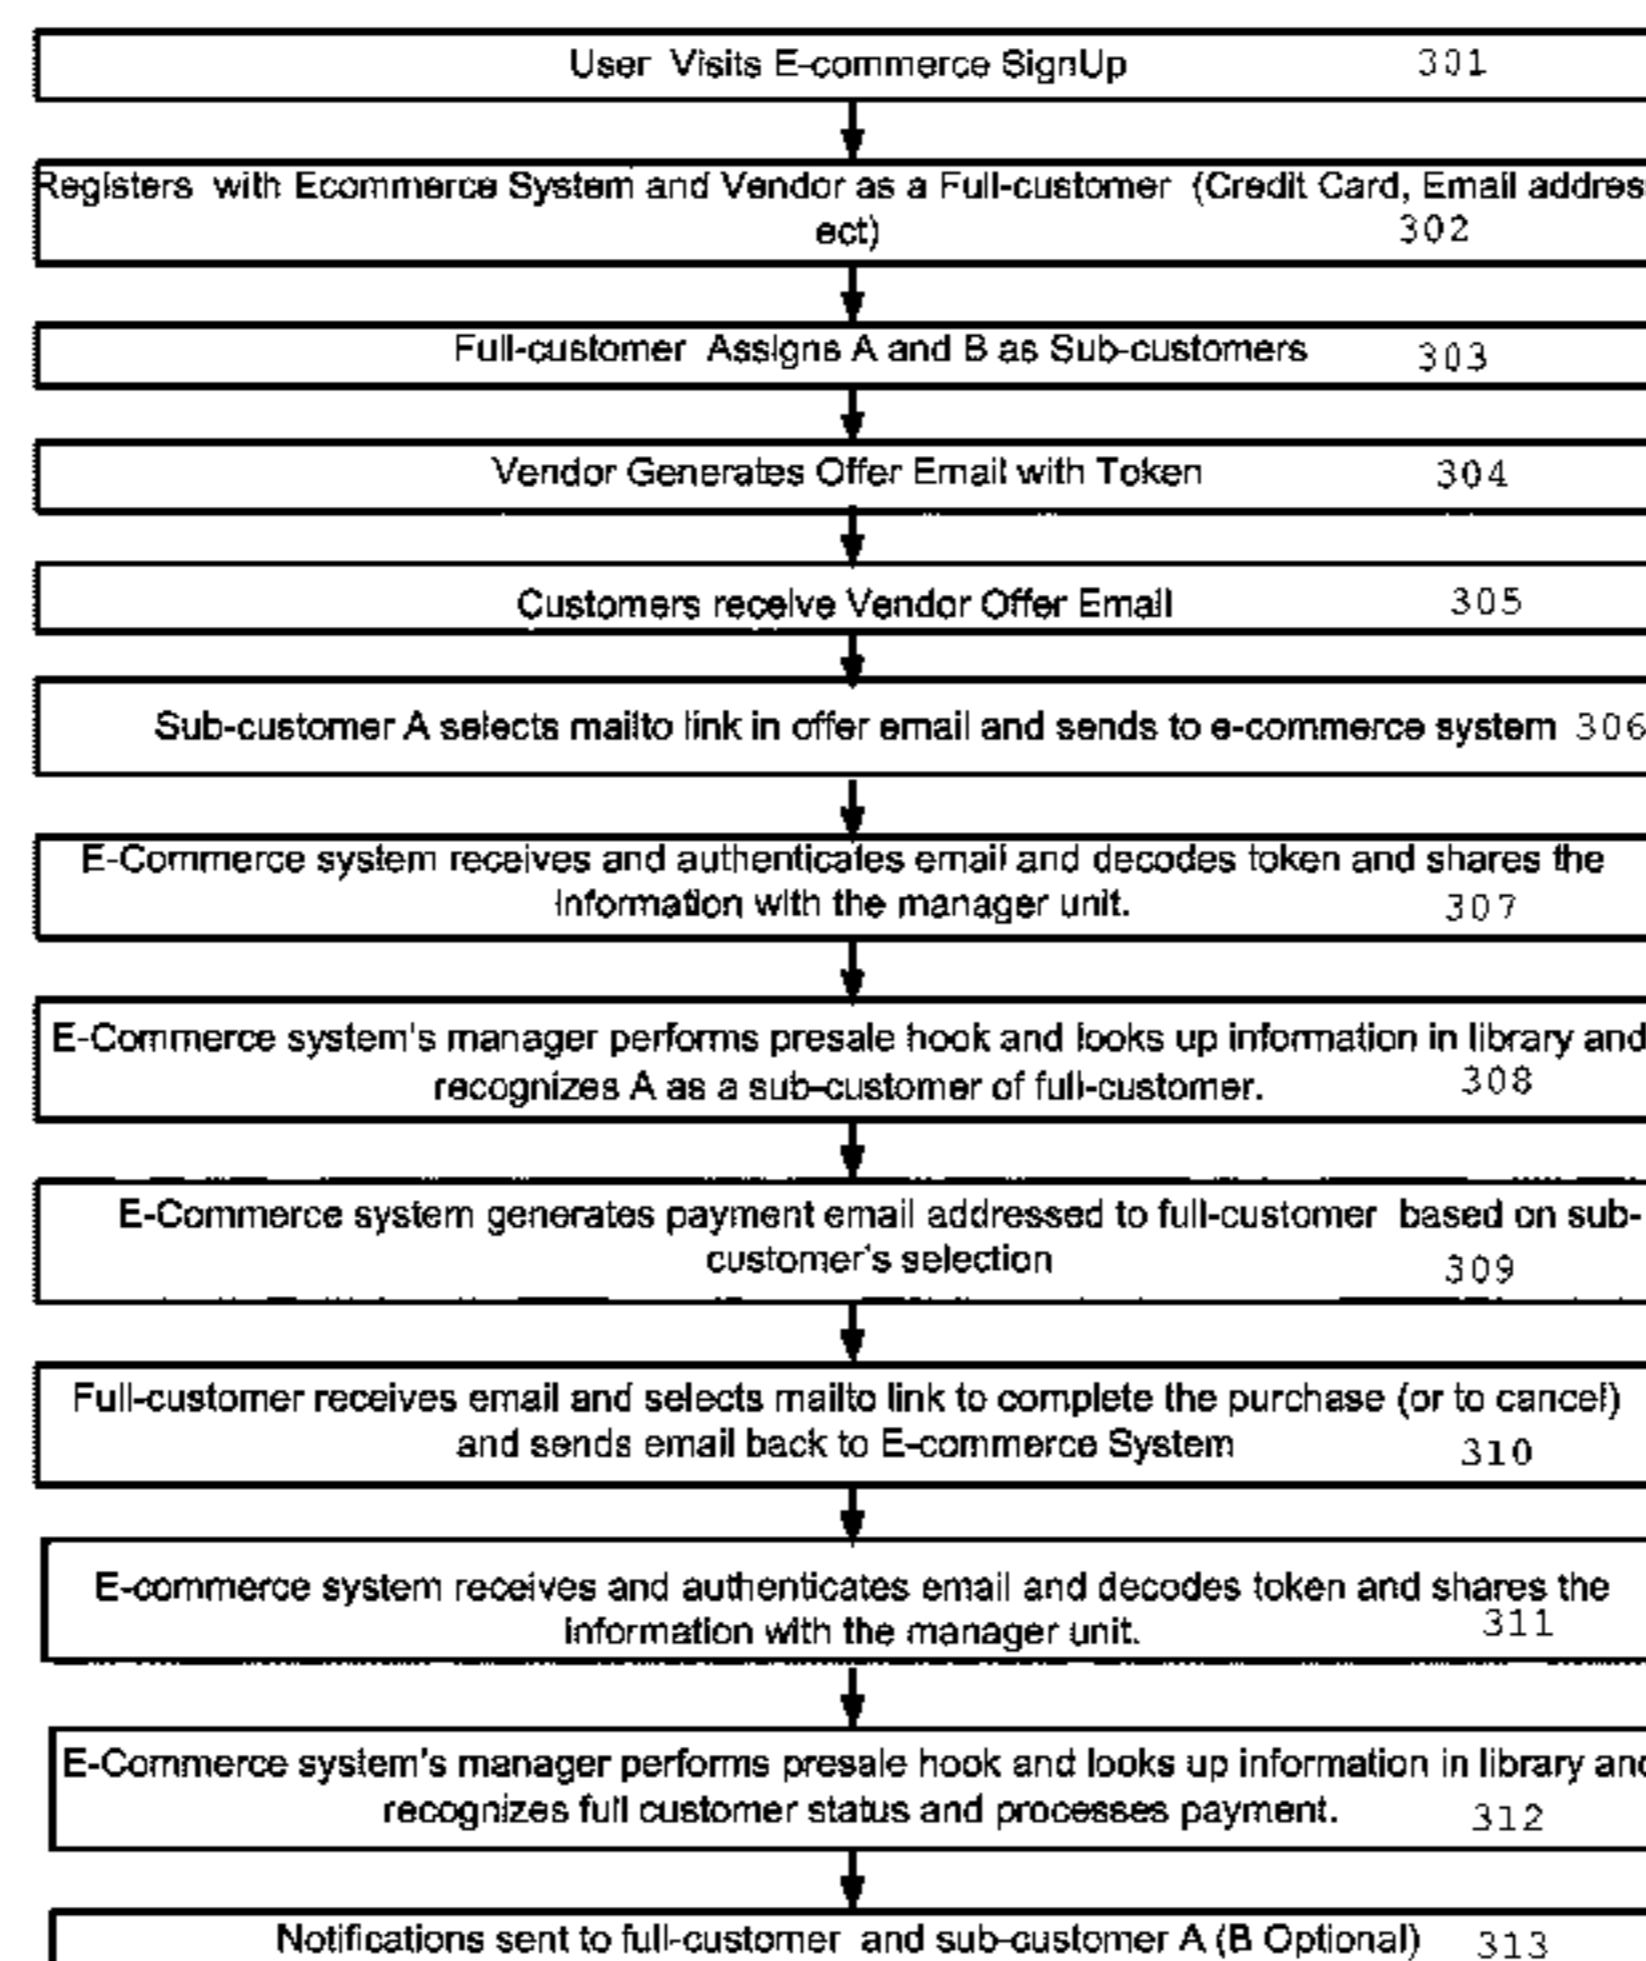 User Visits E-commerce SignUp 301
Registers with Ecommerce System and Vendor as a Full-customer (Credit Card, Email address
ect) 302
Full-customer Assigns A and B as Sub-customers 303
Vendor Generates Offer Email with Token 304
Customers receive Vendor Offer Email 305
Sub-customer A selects mailto link in offer email and sends to e-commerce system 306
E-Commerce system receives and authenticates email and decodes token and shares the
information with the manager unit. 307
E-Commerce system's manager performs presale hook and looks up information in library and
recognizes A as a sub-customer of full-customer. 308
E-Commerce system generates payment email addressed to full-customer based on sub-
customer's selection 309
Full-customer receives email and selects mailto link to complete the purchase (or to cancel)
and sends email back to E-commerce System 310
E-commerce system receives and authenticates email and decodes token and shares the
information with the manager unit. 311
E-Commerce system's manager performs presale hook and looks up information in library and
recognizes full customer status and processes payment. 312
Notifications sent to full-customer and sub-customer A (B Optional) 313